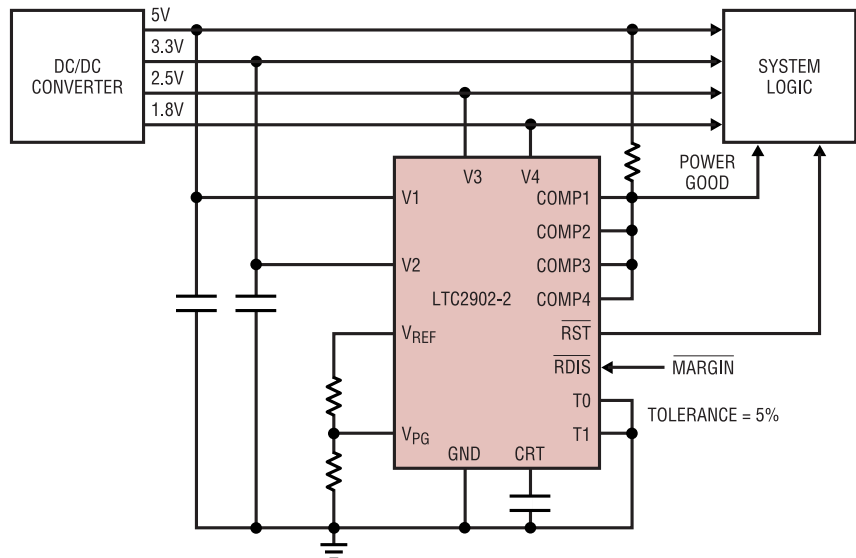 5V
3.3V
2.5V
1.8V
DC/DC
CONVERTER
SYSTEM
LOGIC
POWER
GOOD
V3
V4
V1
V2
VREF
VPG
GND
CRT
LTC2902-2
COMP1
COMP2
COMP3
COMP4
RST
RDIS
T0
T1
MARGIN
TOLERANCE = 5%